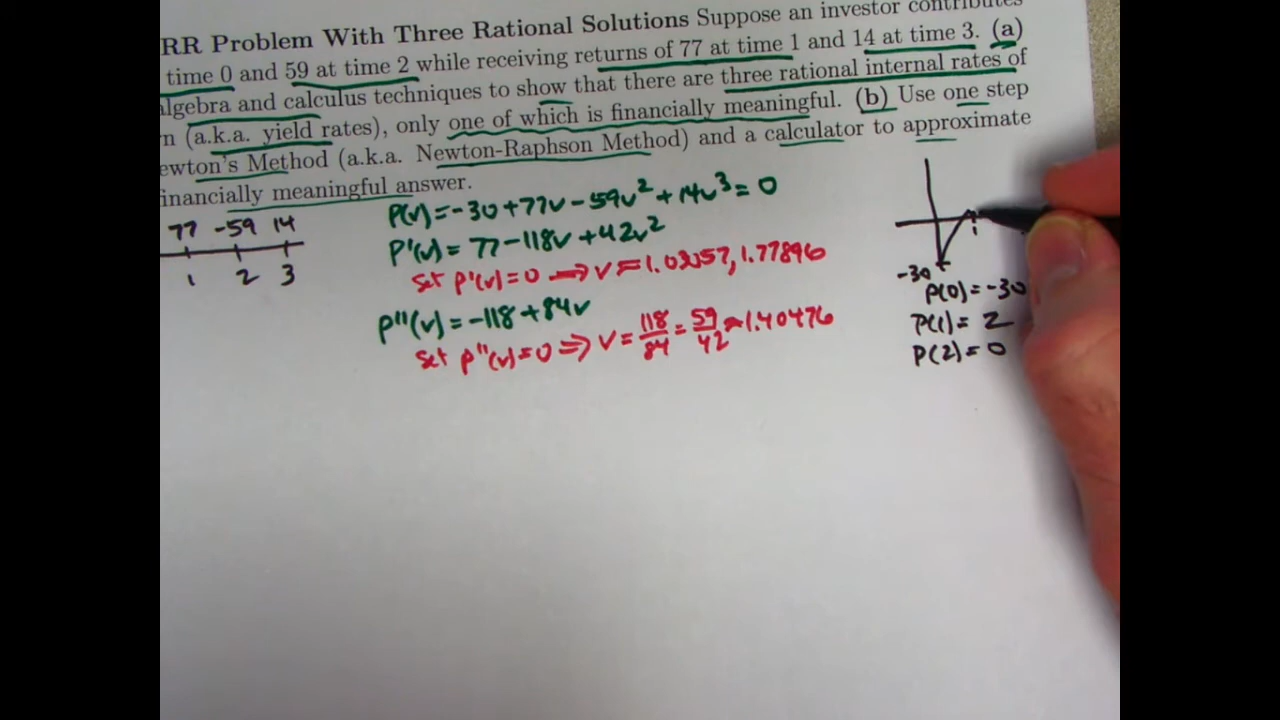 RR Problem With Three Rational Solutions Suppose an investor contributes
time 0 and 59 at time 2 while receiving returns of 77 at time 1 and 14 at time 3. (a)
lgebra and calculus techniques to show that there are three rational internal rates of
n (a.k.a. yield rates), only one of which is financially meaningful. (b) Use one step
ewton's Method (a.k.a. Newton-Raphson Method) and a calculator to approximate
inancially meaningful answer.
77 -59 14
1 2 3
P(v) = -30+77v-59v²+14v³=0
P'(v) = 77-118v+42v²
Set P'(v)=0 → v≈1.03057, 1.77896
P''(v)=-118+84v
Set P''(v)=0 ⇒ v = 118/84 = 59/42 ≈ 1.40476
1
-30
P(0)=-30
P(1)=2
P(2)=0